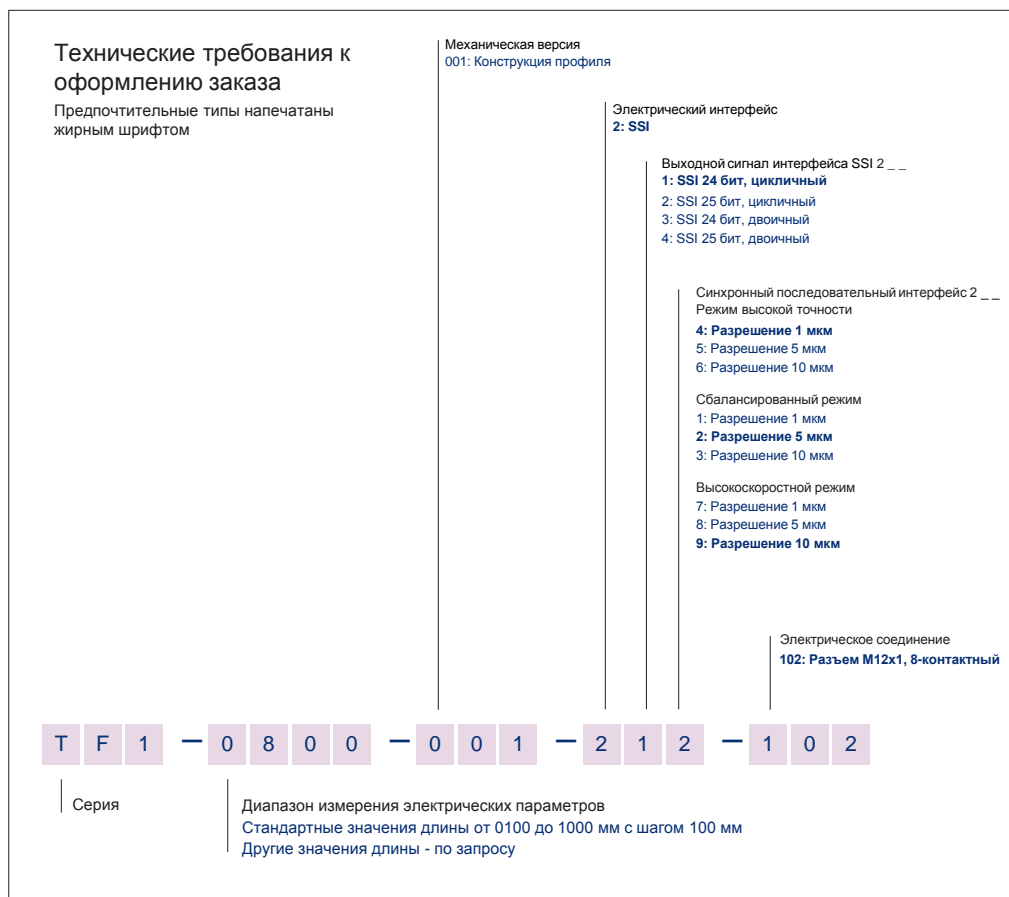 Технические требования к
оформлению заказа
Предпочтительные типы напечатаны
жирным шрифтом
Механическая версия
001: Конструкция профиля
Электрический интерфейс
2: SSI
Выходной сигнал интерфейса SSI 2 _ _
1: SSI 24 бит, цикличный
2: SSI 25 бит, цикличный
3: SSI 24 бит, двоичный
4: SSI 25 бит, двоичный
Синхронный последовательный интерфейс 2 _ _
Режим высокой точности
4: Разрешение 1 мкм
5: Разрешение 5 мкм
6: Разрешение 10 мкм
Сбалансированный режим
1: Разрешение 1 мкм
2: Разрешение 5 мкм
3: Разрешение 10 мкм
Высокоскоростной режим
7: Разрешение 1 мкм
8: Разрешение 5 мкм
9: Разрешение 10 мкм
Электрическое соединение
102: Разъем M12x1, 8-контактный
T F 1 – 0 8 0 0 – 0 0 1 – 2 1 2 – 1 0 2
Серия
Диапазон измерения электрических параметров
Стандартные значения длины от 0100 до 1000 мм с шагом 100 мм
Другие значения длины - по запросу